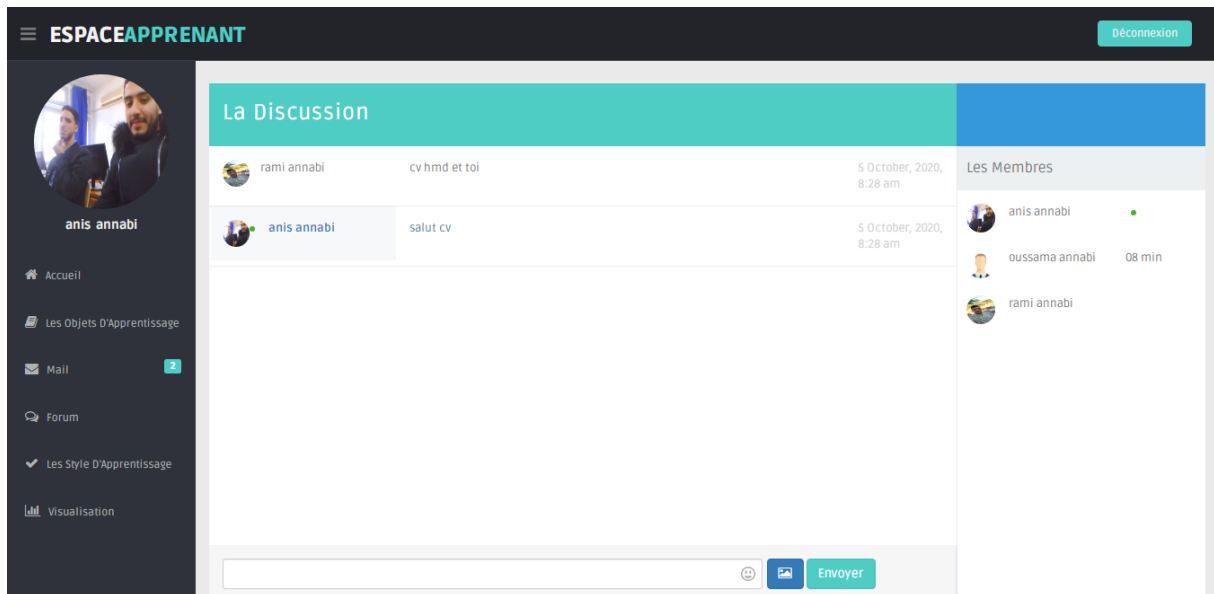 ESPACEAPPRENANT
Déconnexion
anis annabi
Accueil
Les Objets D'Apprentissage
Mail 2
Forum
Les Style D'Apprentissage
Visualisation
La Discussion
rami annabi cv hmd et toi 5 October, 2020,
8:28 am
anis annabi salut cv 5 October, 2020,
8:28 am
Envoyer
Les Membres
anis annabi
oussama annabi 08 min
rami annabi